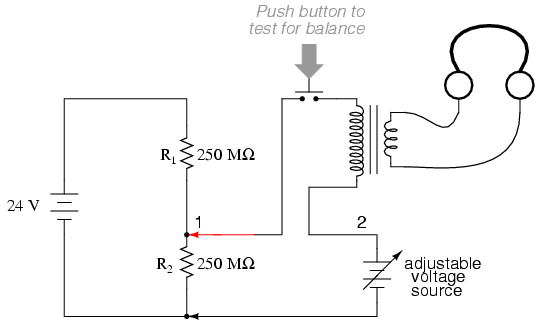 Push button to
test for balance
R1 250 MΩ
24 V
1
2
R2 250 MΩ
adjustable
voltage
source